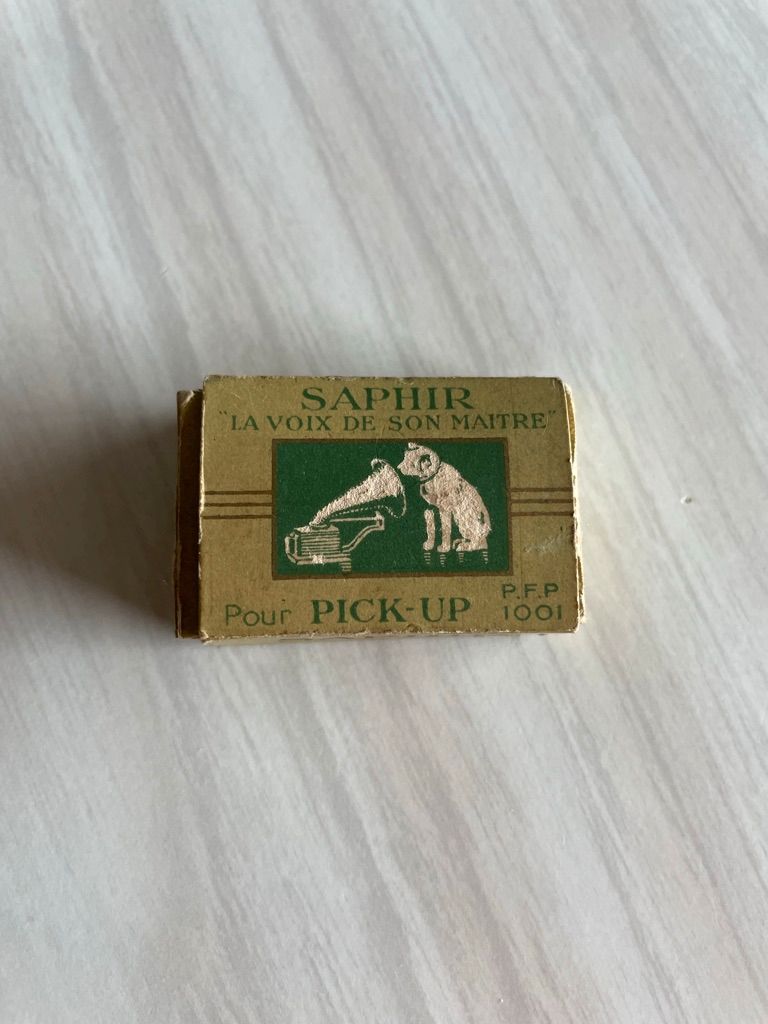 SAPHIR
"LA VOIX DE SON MAITRE"
Pour PICK-UP P.F.P
1001